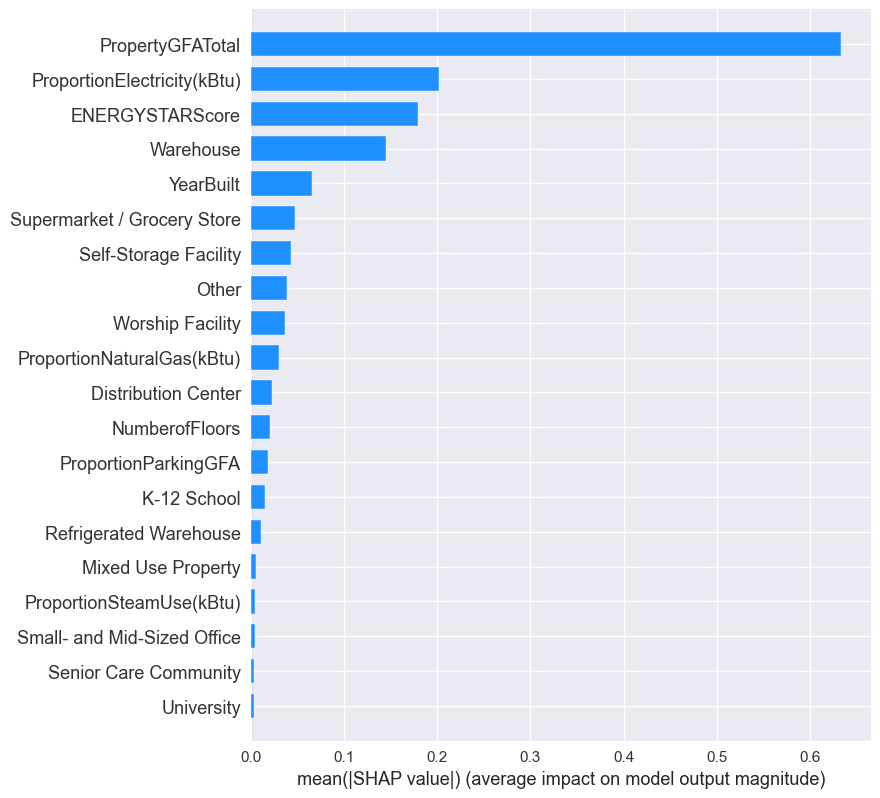 PropertyGFATotal
ProportionElectricity(kBtu)
ENERGYSTARScore
Warehouse
YearBuilt
Supermarket / Grocery Store
Self-Storage Facility
Other
Worship Facility
ProportionNaturalGas(kBtu)
Distribution Center
NumberofFloors
ProportionParkingGFA
K-12 School
Refrigerated Warehouse
Mixed Use Property
ProportionSteamUse(kBtu)
Small- and Mid-Sized Office
Senior Care Community
University
0.0 0.1 0.2 0.3 0.4 0.5 0.6
mean(|SHAP value|) (average impact on model output magnitude)